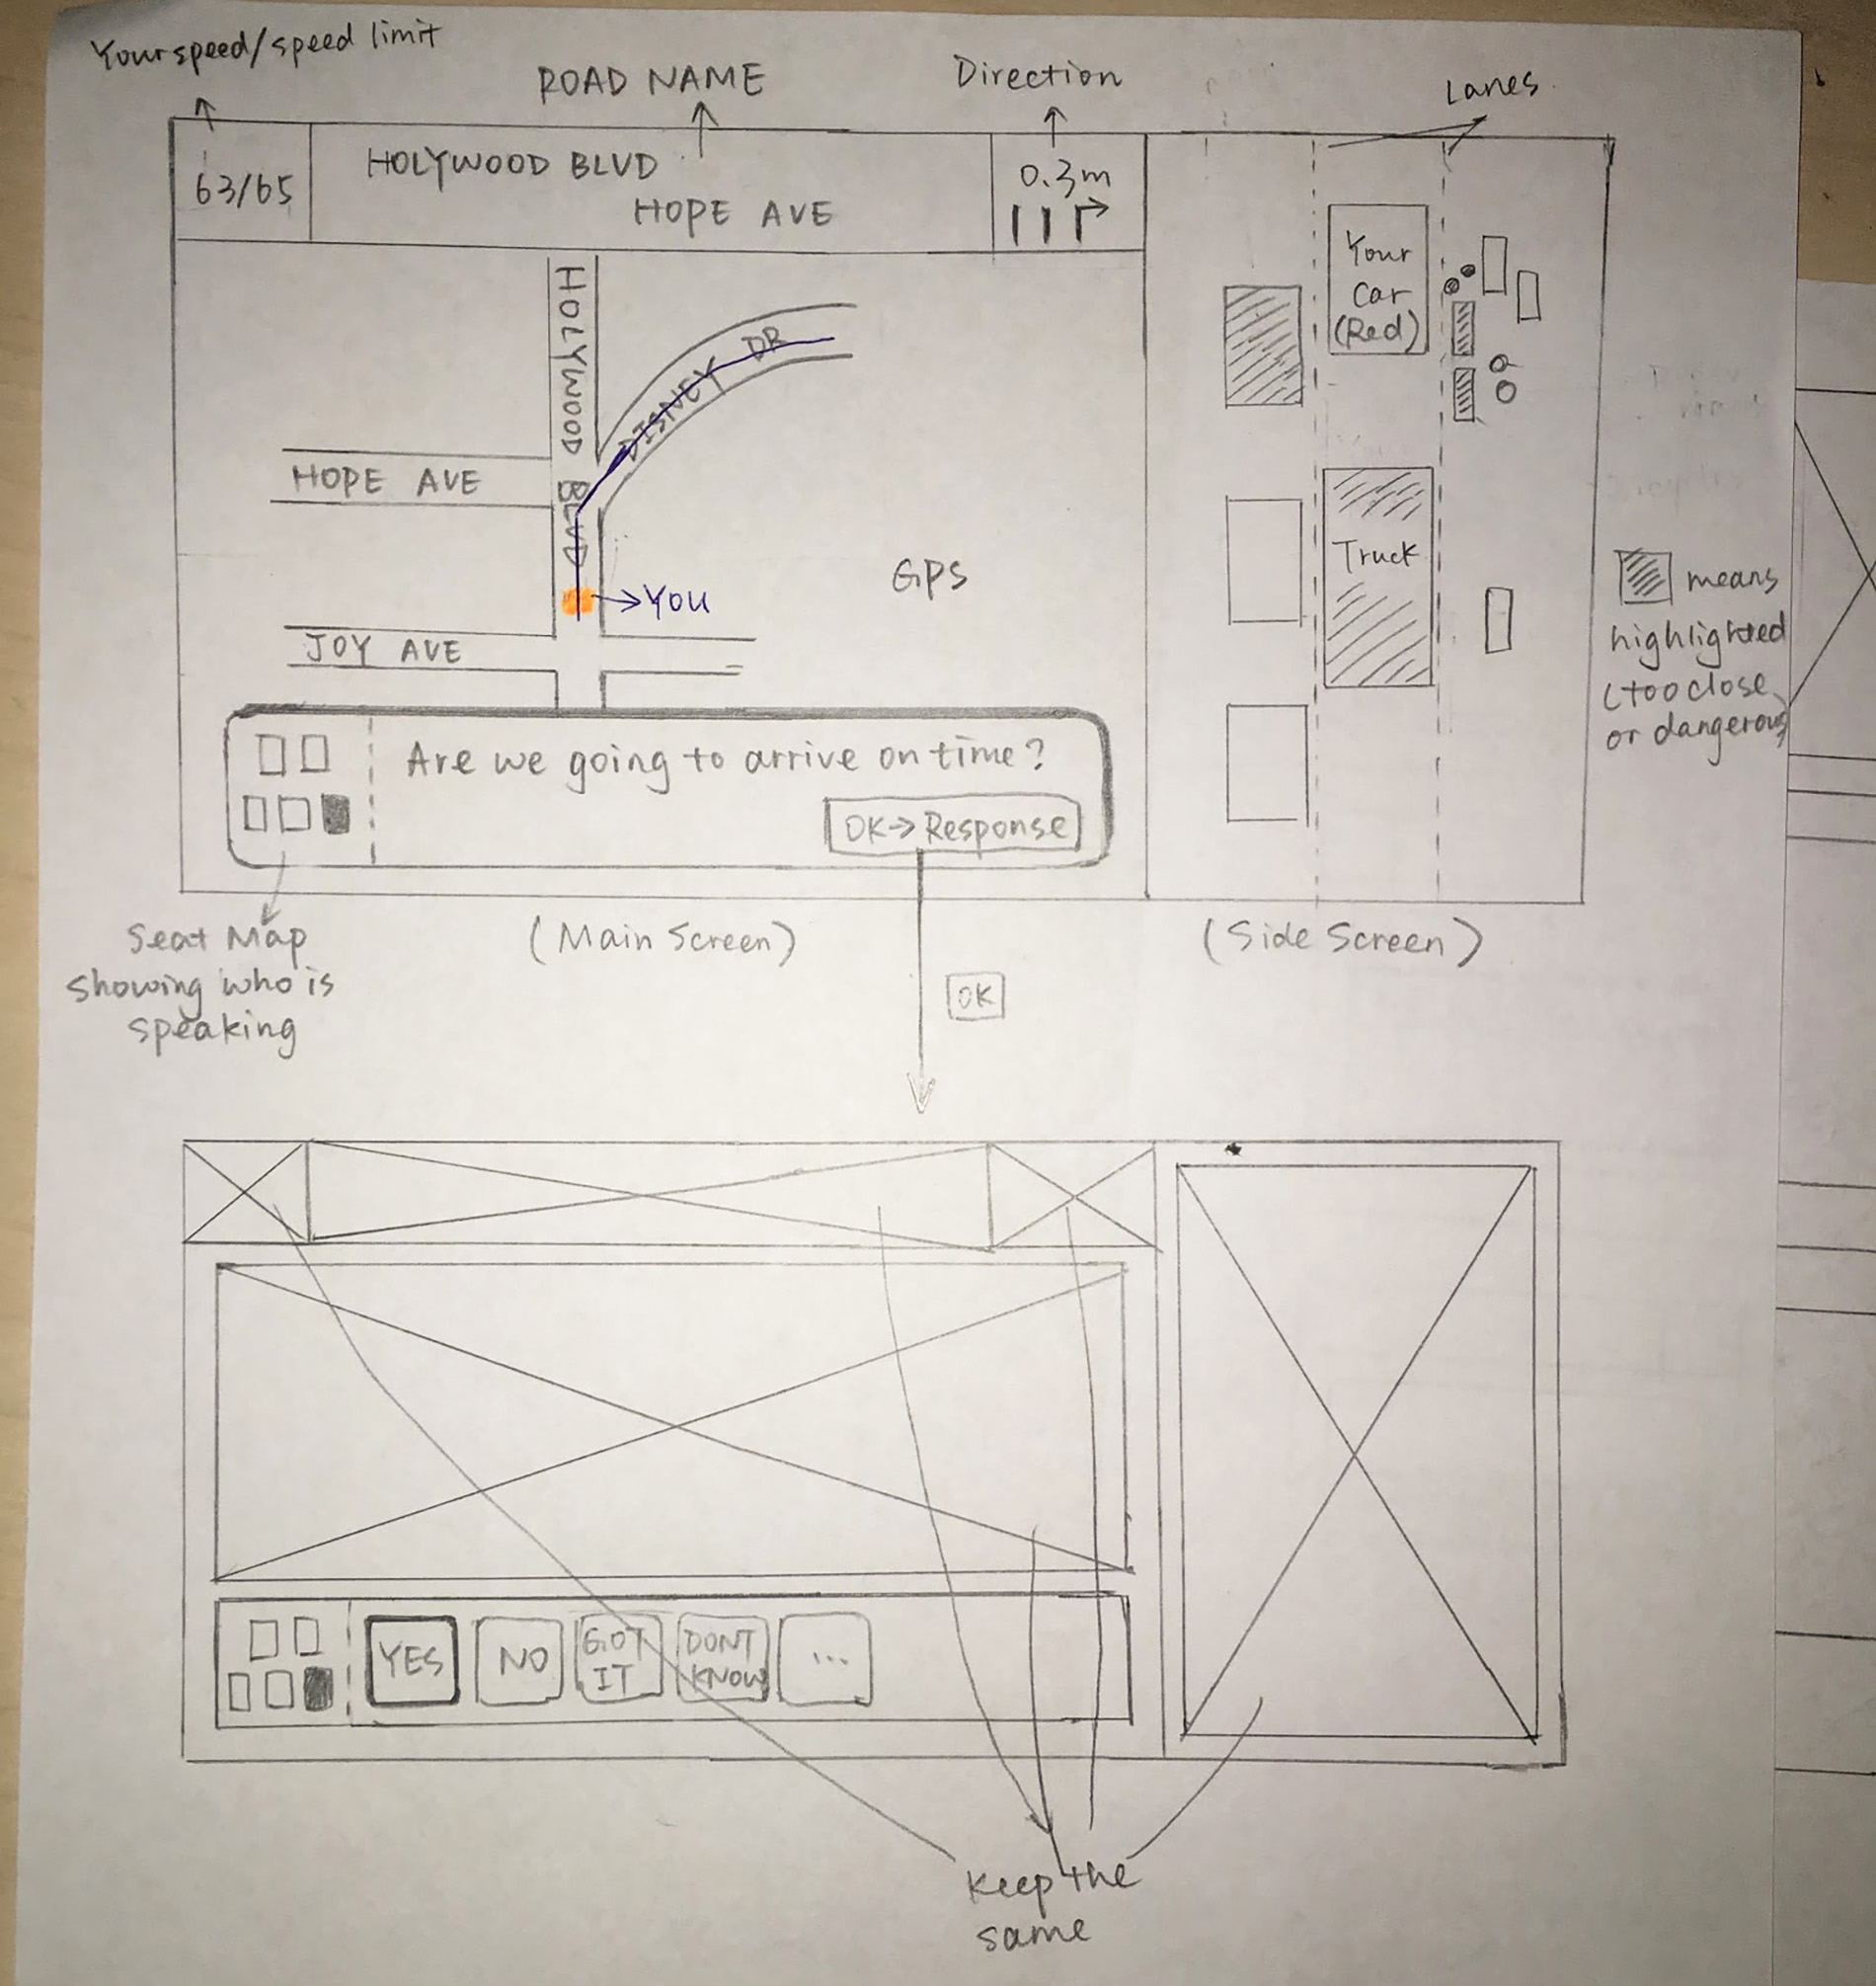 Your speed/speed limit
ROAD NAME
Direction
Lanes
63/65
HOLYWOOD BLVD
HOPE AVE
0.3m
HOLYWOOD BLVD
DISNEY DR
HOPE AVE
YOU
GPS
JOY AVE
Your
Car
(Red)
Truck
means
highlighted
(too close
or dangerous
Are we going to arrive on time?
OK→Response
Seat Map
showing who is
speaking
(Main Screen)
(Side Screen)
OK
YES
NO
GOT
IT
DONT
KNOW
...
Keep the
same